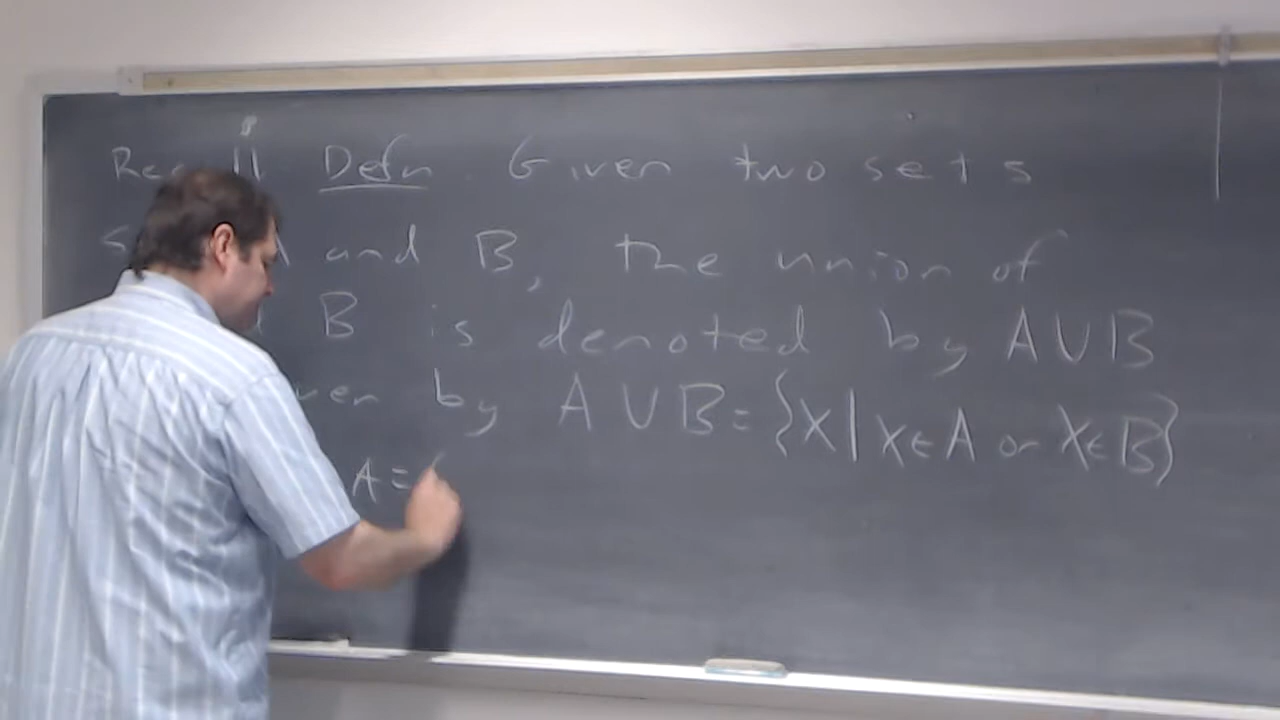 Defn. Given two sets
and B, the union of
B is denoted by A∪B
by A∪B={x|x∈A or x∈B}
A=